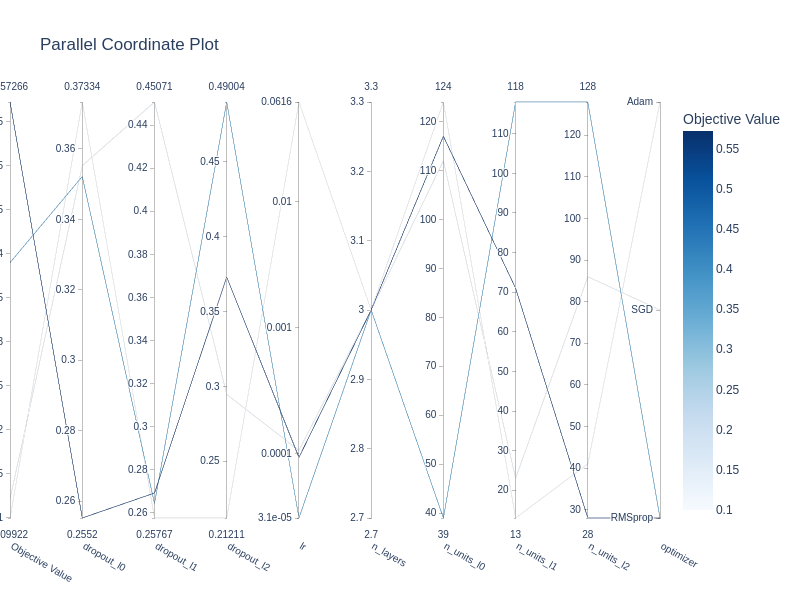 Parallel Coordinate Plot
57266 0.37334 0.45071 0.49004 3.3 124 118 128
Objective Value
0.0616 3.3 Adam
0.44 0.36 0.45 0.42 0.34 0.4 0.4 0.38 0.32 0.35 0.36 0.34 0.3 0.3 0.32 0.3 0.28 0.25 0.28 0.26 0.26
0.01 0.001 0.0001 3.1e-05
3.2 3.1 3 2.9 2.8 2.7
120 110 100 90 80 70 60 50 40
110 100 90 80 70 60 50 40 30 20
120 110 100 90 80 70 60 50 40 30
SGD
RMSprop
0.55
0.5
0.45
0.4
0.35
0.3
0.25
0.2
0.15
0.1
09922 0.2552 0.25767 0.21211 2.7 39 13 28
Objective Value dropout_l0 dropout_l1 dropout_l2 lr n_layers n_units_l0 n_units_l1 n_units_l2 optimizer